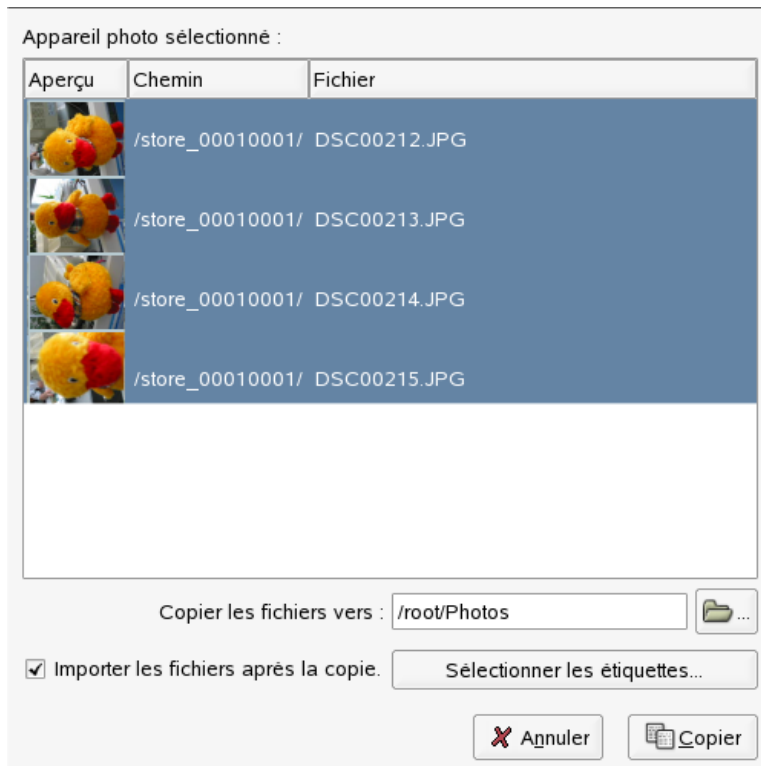 Appareil photo sélectionné :
Aperçu Chemin Fichier
/store_00010001/ DSC00212.JPG
/store_00010001/ DSC00213.JPG
/store_00010001/ DSC00214.JPG
/store_00010001/ DSC00215.JPG
Copier les fichiers vers : /root/Photos ...
Importer les fichiers après la copie. Sélectionner les étiquettes...
Annuler Copier